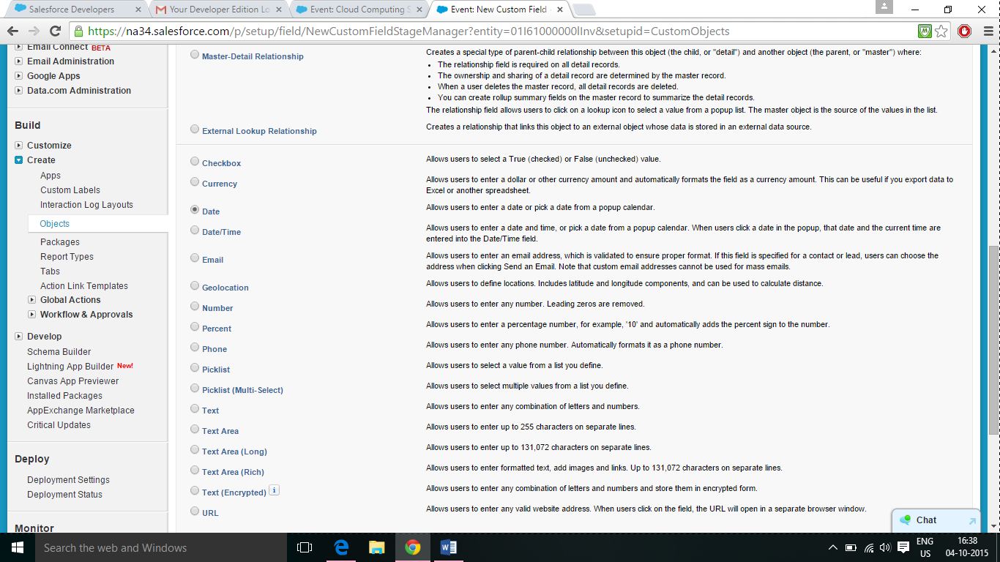 Salesforce Developers
Your Developer Edition Lo
Event: Cloud Computing S
Event: New Custom Field
https://na34.salesforce.com/p/setup/field/NewCustomFieldStageManager?entity=01I61000000lInv&setupid=CustomObjects
Email Connect BETA
Email Administration
Google Apps
Data.com Administration
Build
Customize
Create
Apps
Custom Labels
Interaction Log Layouts
Objects
Packages
Report Types
Tabs
Action Link Templates
Global Actions
Workflow & Approvals
Develop
Schema Builder
Lightning App Builder New!
Canvas App Previewer
Installed Packages
AppExchange Marketplace
Critical Updates
Deploy
Deployment Settings
Deployment Status
Monitor
Master-Detail Relationship
Creates a special type of parent-child relationship between this object (the child, or "detail") and another object (the parent, or "master") where:
• The relationship field is required on all detail records.
• The ownership and sharing of a detail record are determined by the master record.
• When a user deletes the master record, all detail records are deleted.
• You can create rollup summary fields on the master record to summarize the detail records.
The relationship field allows users to click on a lookup icon to select a value from a popup list. The master object is the source of the values in the list.
External Lookup Relationship
Creates a relationship that links this object to an external object whose data is stored in an external data source.
Checkbox
Allows users to select a True (checked) or False (unchecked) value.
Currency
Allows users to enter a dollar or other currency amount and automatically formats the field as a currency amount. This can be useful if you export data to
Excel or another spreadsheet.
Date
Allows users to enter a date or pick a date from a popup calendar.
Date/Time
Allows users to enter a date and time, or pick a date from a popup calendar. When users click a date in the popup, that date and the current time are
entered into the Date/Time field.
Email
Allows users to enter an email address, which is validated to ensure proper format. If this field is specified for a contact or lead, users can choose the
address when clicking Send an Email. Note that custom email addresses cannot be used for mass emails.
Geolocation
Allows users to define locations. Includes latitude and longitude components, and can be used to calculate distance.
Number
Allows users to enter any number. Leading zeros are removed.
Percent
Allows users to enter a percentage number, for example, '10' and automatically adds the percent sign to the number.
Phone
Allows users to enter any phone number. Automatically formats it as a phone number.
Picklist
Allows users to select a value from a list you define.
Picklist (Multi-Select)
Allows users to select multiple values from a list you define.
Text
Allows users to enter any combination of letters and numbers.
Text Area
Allows users to enter up to 255 characters on separate lines.
Text Area (Long)
Allows users to enter up to 131,072 characters on separate lines.
Text Area (Rich)
Allows users to enter formatted text, add images and links. Up to 131,072 characters on separate lines.
Text (Encrypted) i
Allows users to enter any combination of letters and numbers and store them in encrypted form.
URL
Allows users to enter any valid website address. When users click on the field, the URL will open in a separate browser window.
Chat
Search the web and Windows
ENG
US
16:38
04-10-2015